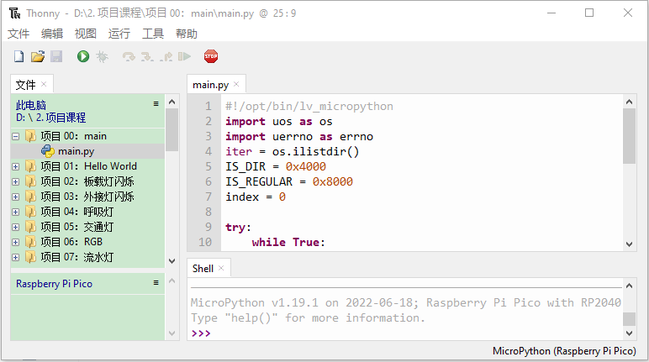 Thonny - D:\2. 项目课程\项目 00：main\main.py @ 25 : 9
文件 编辑 视图 运行 工具 帮助
STOP
文件 ×
此电脑
D: \ 2. 项目课程
项目 00：main
main.py
项目 01：Hello World
项目 02：板载灯闪烁
项目 03：外接灯闪烁
项目 04：呼吸灯
项目 05：交通灯
项目 06：RGB
项目 07：流水灯
Raspberry Pi Pico
main.py ×
1 #!/opt/bin/lv_micropython
2 import uos as os
3 import uerrno as errno
4 iter = os.ilistdir()
5 IS_DIR = 0x4000
6 IS_REGULAR = 0x8000
7 index = 0
8
9 try:
10 while True:
Shell ×
MicroPython v1.19.1 on 2022-06-18; Raspberry Pi Pico with RP2040
Type "help()" for more information.
>>>
MicroPython (Raspberry Pi Pico)